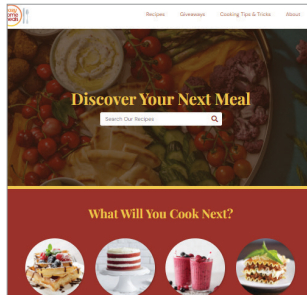 Recipes Giveaways Cooking Tips & Tricks About
Discover Your Next Meal
Search Our Recipes
What Will You Cook Next?